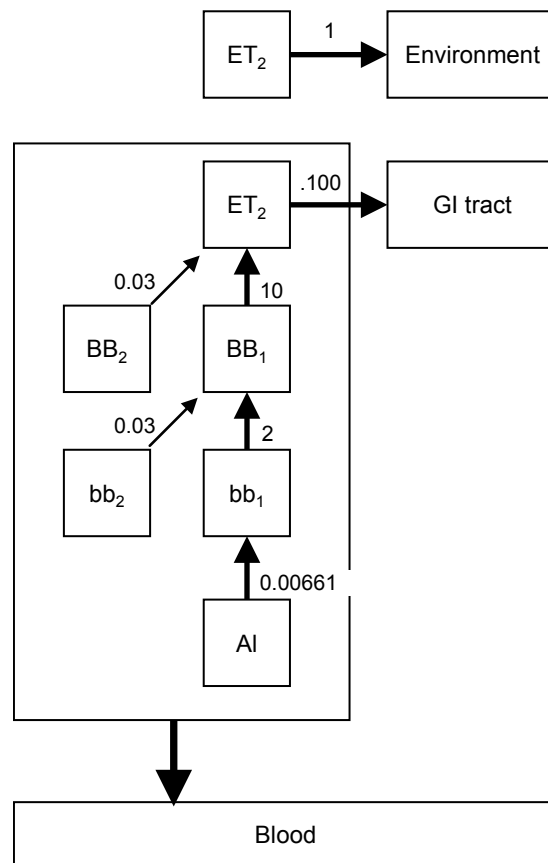 1
ET₂ Environment
.100
ET₂ GI tract
0.03
10
BB₂ BB₁
0.03
2
bb₂ bb₁
0.00661
AI
Blood